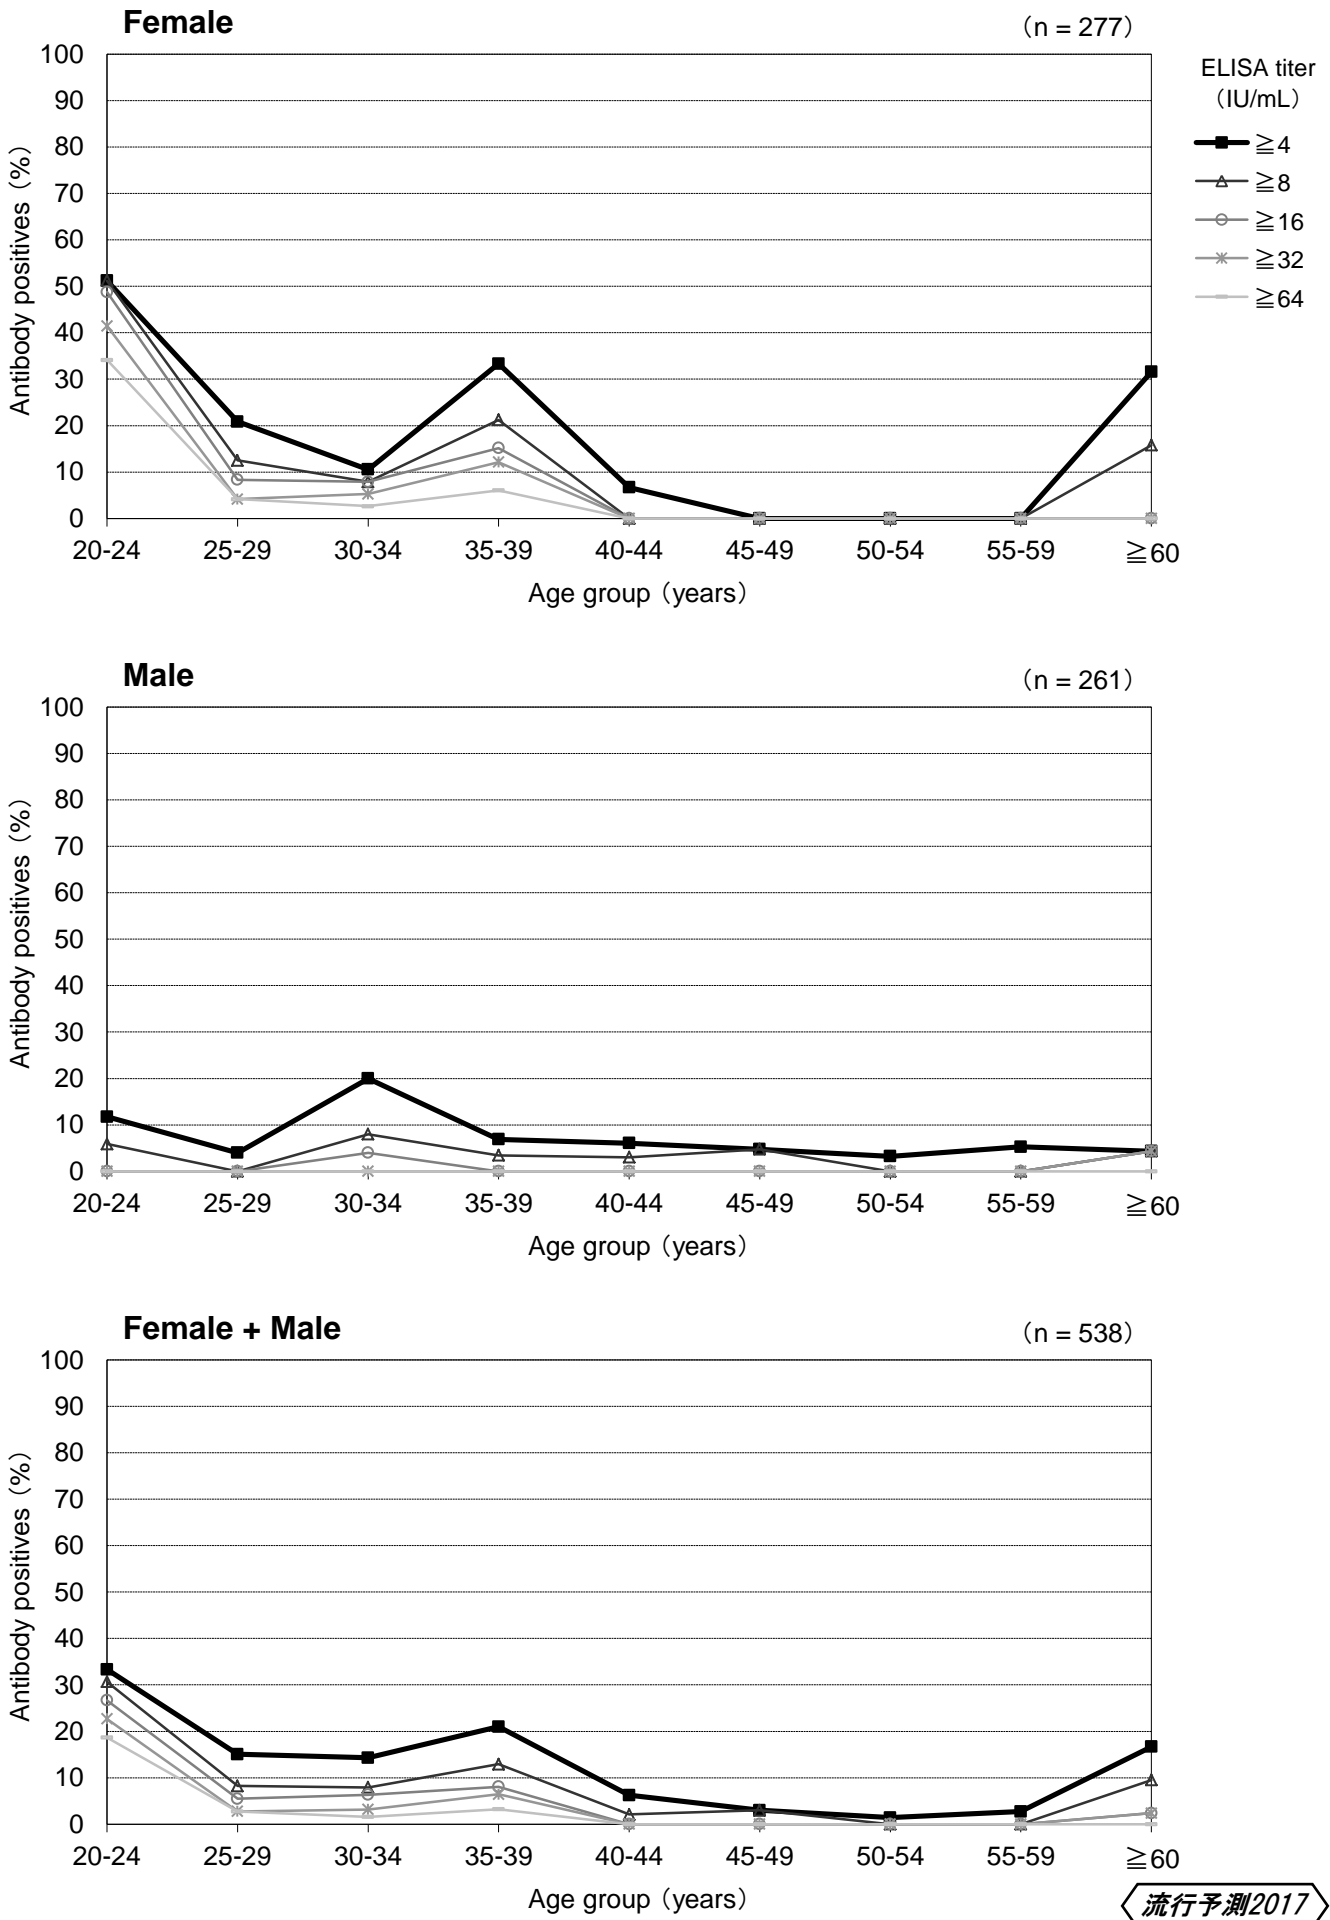 Female （n = 277）
ELISA titer
（IU/mL）
≧4
≧8
≧16
≧32
≧64
Antibody positives（%）
100
90
80
70
60
50
40
30
20
10
0
20-24 25-29 30-34 35-39 40-44 45-49 50-54 55-59 ≧60
Age group（years）
Male （n = 261）
Antibody positives（%）
100
90
80
70
60
50
40
30
20
10
0
20-24 25-29 30-34 35-39 40-44 45-49 50-54 55-59 ≧60
Age group（years）
Female + Male （n = 538）
Antibody positives（%）
100
90
80
70
60
50
40
30
20
10
0
20-24 25-29 30-34 35-39 40-44 45-49 50-54 55-59 ≧60
Age group（years）
流行予測2017